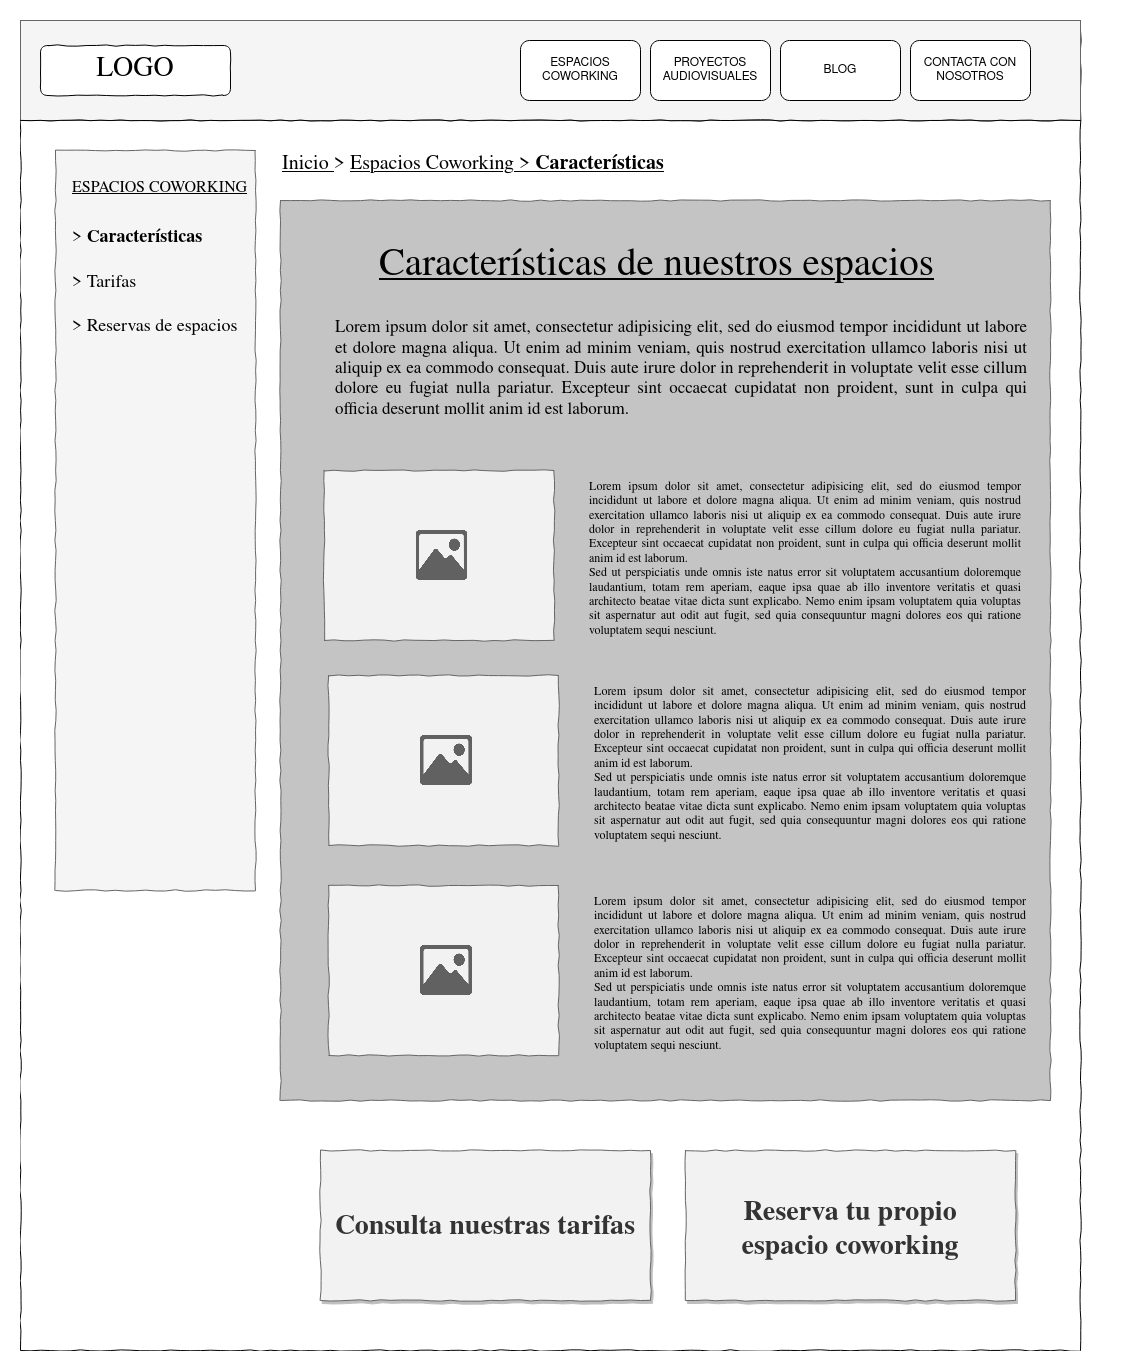 LOGO
ESPACIOS
COWORKING
PROYECTOS
AUDIOVISUALES
BLOG
CONTACTA CON
NOSOTROS
Inicio > Espacios Coworking > Características
ESPACIOS COWORKING
> Características
> Tarifas
> Reservas de espacios
Características de nuestros espacios
Lorem ipsum dolor sit amet, consectetur adipisicing elit, sed do eiusmod tempor incididunt ut labore
et dolore magna aliqua. Ut enim ad minim veniam, quis nostrud exercitation ullamco laboris nisi ut
aliquip ex ea commodo consequat. Duis aute irure dolor in reprehenderit in voluptate velit esse cillum
dolore eu fugiat nulla pariatur. Excepteur sint occaecat cupidatat non proident, sunt in culpa qui
officia deserunt mollit anim id est laborum.
Lorem ipsum dolor sit amet, consectetur adipisicing elit, sed do eiusmod tempor
incididunt ut labore et dolore magna aliqua. Ut enim ad minim veniam, quis nostrud
exercitation ullamco laboris nisi ut aliquip ex ea commodo consequat. Duis aute irure
dolor in reprehenderit in voluptate velit esse cillum dolore eu fugiat nulla pariatur.
Excepteur sint occaecat cupidatat non proident, sunt in culpa qui officia deserunt mollit
anim id est laborum.
Sed ut perspiciatis unde omnis iste natus error sit voluptatem accusantium doloremque
laudantium, totam rem aperiam, eaque ipsa quae ab illo inventore veritatis et quasi
architecto beatae vitae dicta sunt explicabo. Nemo enim ipsam voluptatem quia voluptas
sit aspernatur aut odit aut fugit, sed quia consequuntur magni dolores eos qui ratione
voluptatem sequi nesciunt.
Lorem ipsum dolor sit amet, consectetur adipisicing elit, sed do eiusmod tempor
incididunt ut labore et dolore magna aliqua. Ut enim ad minim veniam, quis nostrud
exercitation ullamco laboris nisi ut aliquip ex ea commodo consequat. Duis aute irure
dolor in reprehenderit in voluptate velit esse cillum dolore eu fugiat nulla pariatur.
Excepteur sint occaecat cupidatat non proident, sunt in culpa qui officia deserunt mollit
anim id est laborum.
Sed ut perspiciatis unde omnis iste natus error sit voluptatem accusantium doloremque
laudantium, totam rem aperiam, eaque ipsa quae ab illo inventore veritatis et quasi
architecto beatae vitae dicta sunt explicabo. Nemo enim ipsam voluptatem quia voluptas
sit aspernatur aut odit aut fugit, sed quia consequuntur magni dolores eos qui ratione
voluptatem sequi nesciunt.
Lorem ipsum dolor sit amet, consectetur adipisicing elit, sed do eiusmod tempor
incididunt ut labore et dolore magna aliqua. Ut enim ad minim veniam, quis nostrud
exercitation ullamco laboris nisi ut aliquip ex ea commodo consequat. Duis aute irure
dolor in reprehenderit in voluptate velit esse cillum dolore eu fugiat nulla pariatur.
Excepteur sint occaecat cupidatat non proident, sunt in culpa qui officia deserunt mollit
anim id est laborum.
Sed ut perspiciatis unde omnis iste natus error sit voluptatem accusantium doloremque
laudantium, totam rem aperiam, eaque ipsa quae ab illo inventore veritatis et quasi
architecto beatae vitae dicta sunt explicabo. Nemo enim ipsam voluptatem quia voluptas
sit aspernatur aut odit aut fugit, sed quia consequuntur magni dolores eos qui ratione
voluptatem sequi nesciunt.
Consulta nuestras tarifas
Reserva tu propio
espacio coworking